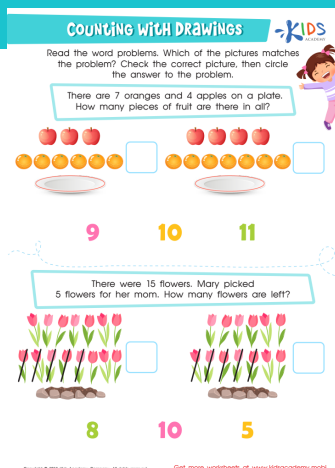 COUNTING WITH DRAWINGS
KIDS
ACADEMY
Read the word problems. Which of the pictures matches
the problem? Check the correct picture, then circle
the answer to the problem.
There are 7 oranges and 4 apples on a plate.
How many pieces of fruit are there in all?
9 10 11
There were 15 flowers. Mary picked
5 flowers for her mom. How many flowers are left?
8 10 5
Get more worksheets at www.kidsacademy.mobi